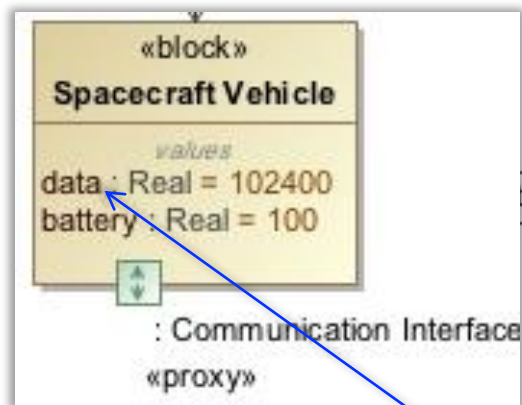 «block»
Spacecraft Vehicle
values
data : Real = 102400
battery : Real = 100
: Communication Interface
«proxy»